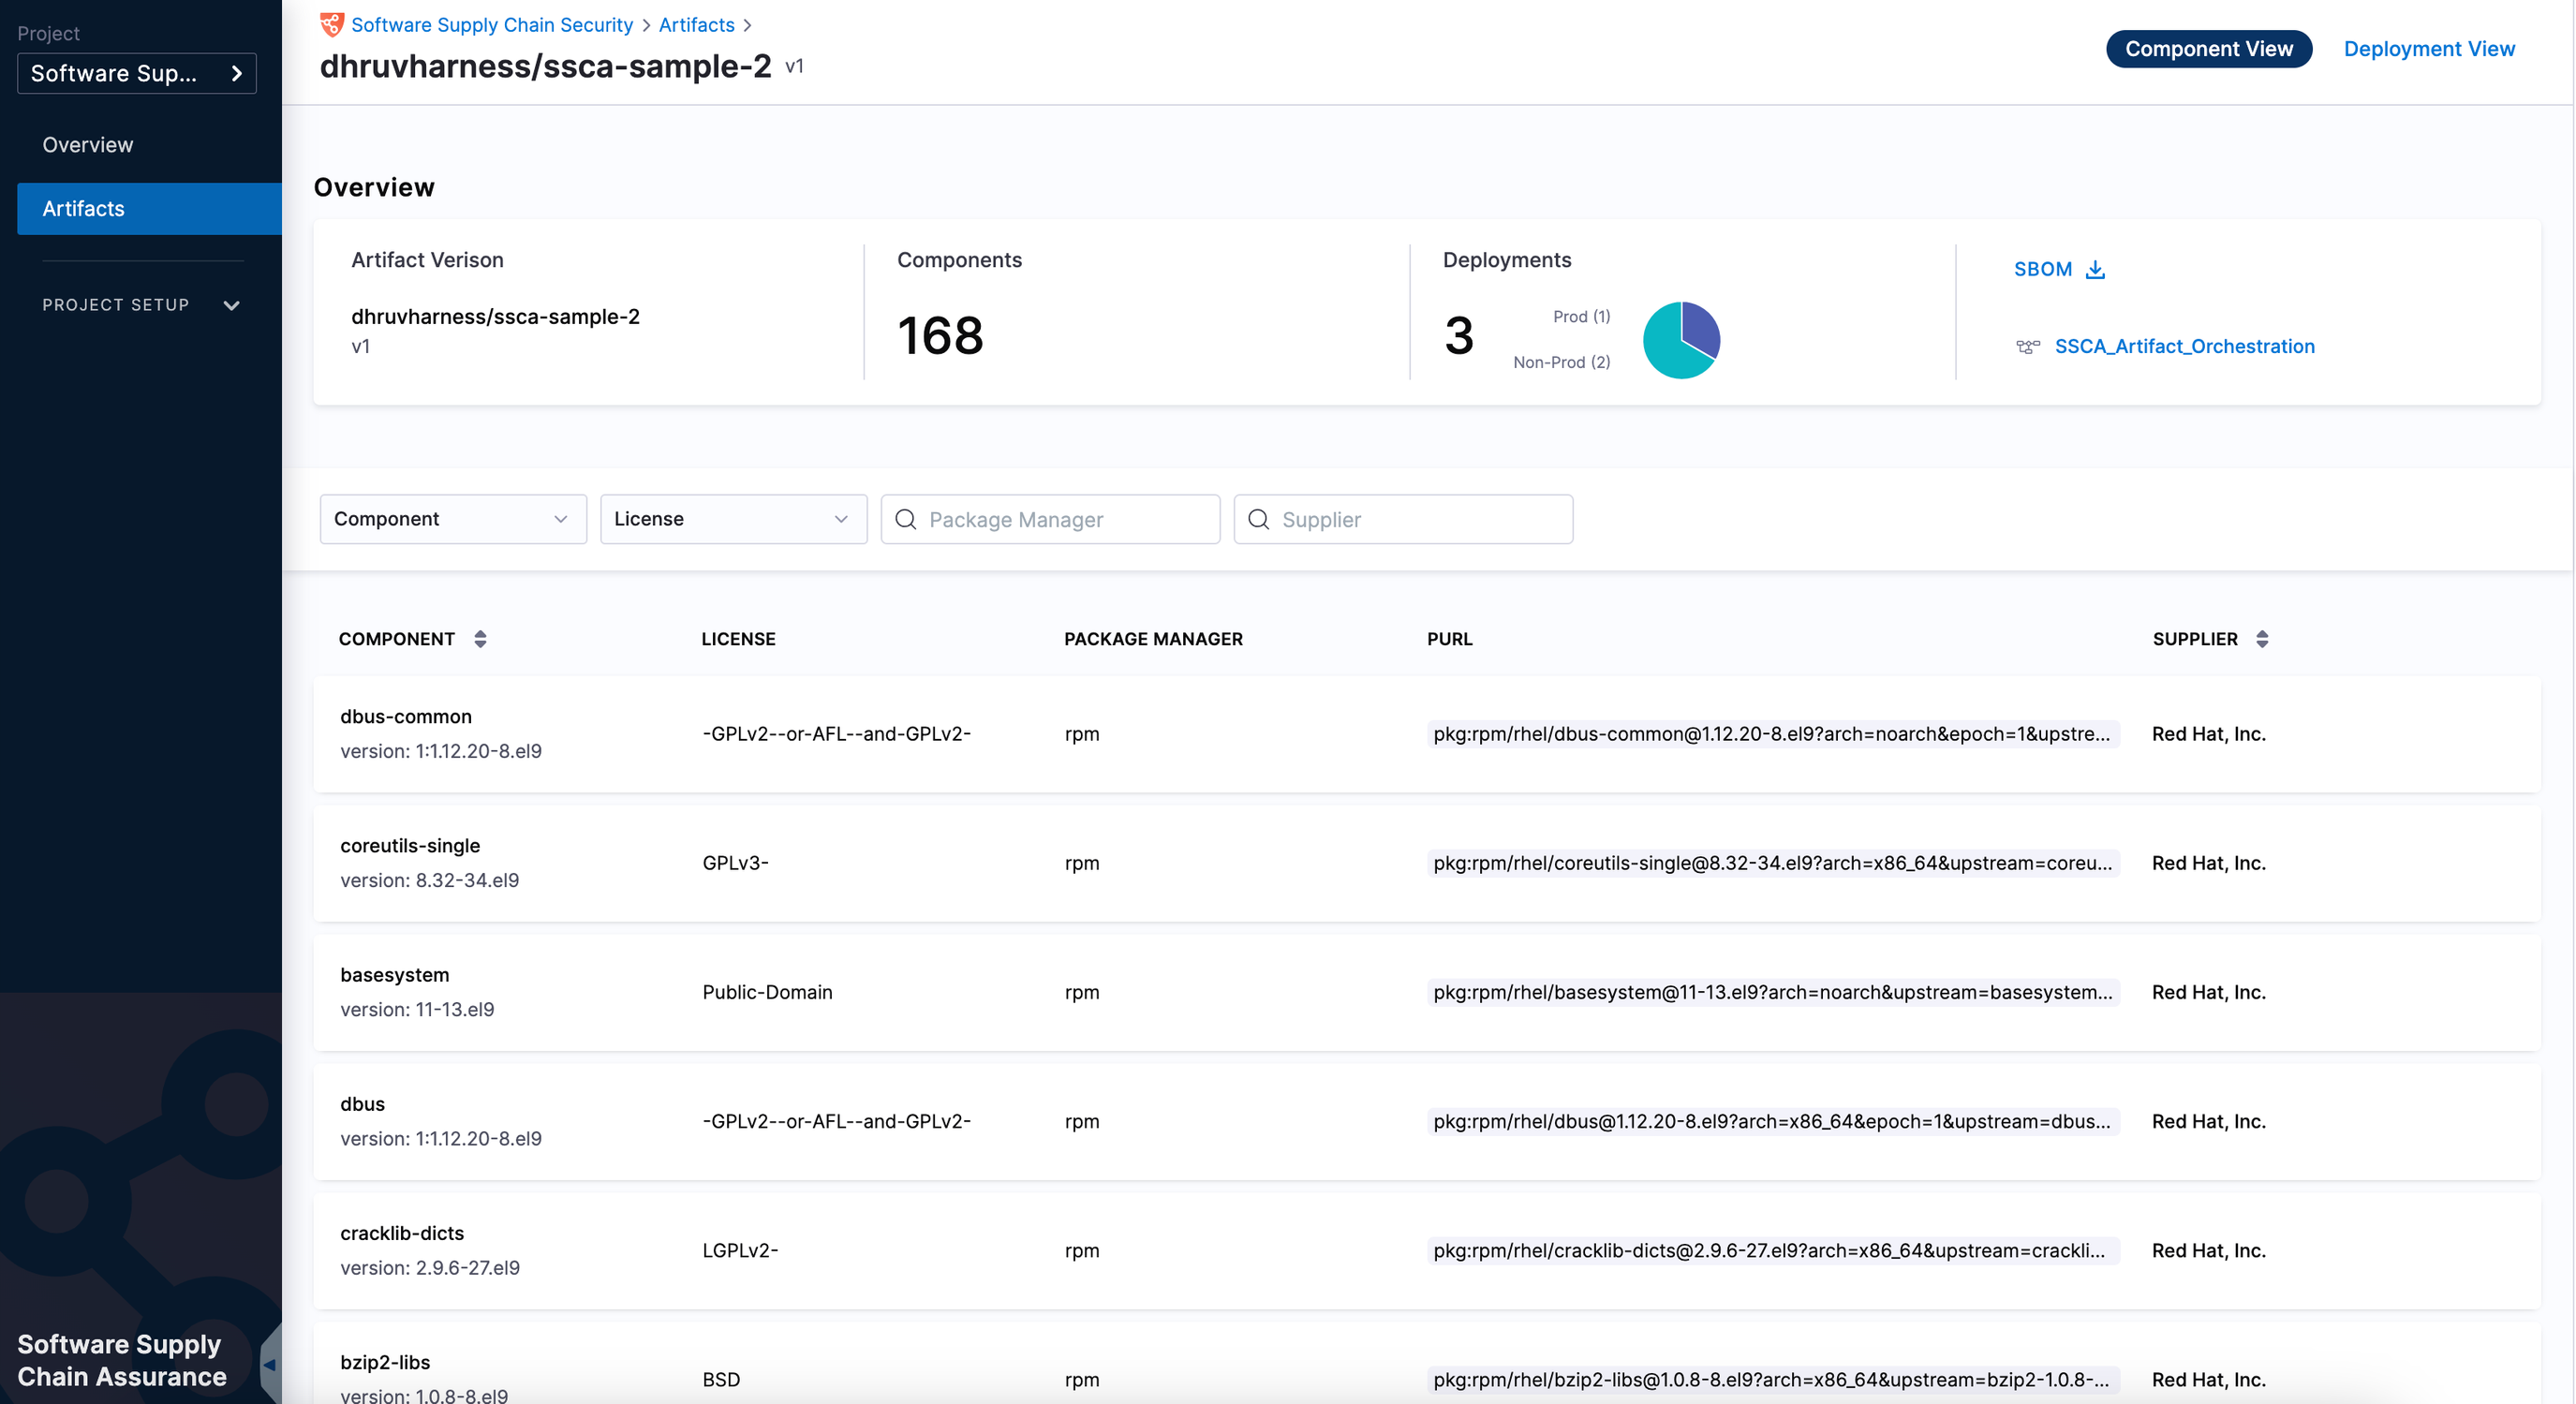 Project
Software Sup...
Overview
Artifacts
PROJECT SETUP
Software Supply
Chain Assurance
Software Supply Chain Security > Artifacts >
dhruvharness/ssca-sample-2 v1
Component View
Deployment View
Overview
Artifact Verison
dhruvharness/ssca-sample-2
v1
Components
168
Deployments
3
Prod (1)
Non-Prod (2)
SBOM
SSCA_Artifact_Orchestration
Component
License
Package Manager
Supplier
COMPONENT LICENSE PACKAGE MANAGER PURL SUPPLIER
dbus-common
version: 1:1.12.20-8.el9
-GPLv2--or-AFL--and-GPLv2- rpm pkg:rpm/rhel/dbus-common@1.12.20-8.el9?arch=noarch&epoch=1&upstre... Red Hat, Inc.
coreutils-single
version: 8.32-34.el9
GPLv3- rpm pkg:rpm/rhel/coreutils-single@8.32-34.el9?arch=x86_64&upstream=coreu... Red Hat, Inc.
basesystem
version: 11-13.el9
Public-Domain rpm pkg:rpm/rhel/basesystem@11-13.el9?arch=noarch&upstream=basesystem... Red Hat, Inc.
dbus
version: 1:1.12.20-8.el9
-GPLv2--or-AFL--and-GPLv2- rpm pkg:rpm/rhel/dbus@1.12.20-8.el9?arch=x86_64&epoch=1&upstream=dbus... Red Hat, Inc.
cracklib-dicts
version: 2.9.6-27.el9
LGPLv2- rpm pkg:rpm/rhel/cracklib-dicts@2.9.6-27.el9?arch=x86_64&upstream=crackli... Red Hat, Inc.
bzip2-libs
version: 1.0.8-8.el9
BSD rpm pkg:rpm/rhel/bzip2-libs@1.0.8-8.el9?arch=x86_64&upstream=bzip2-1.0.8-... Red Hat, Inc.